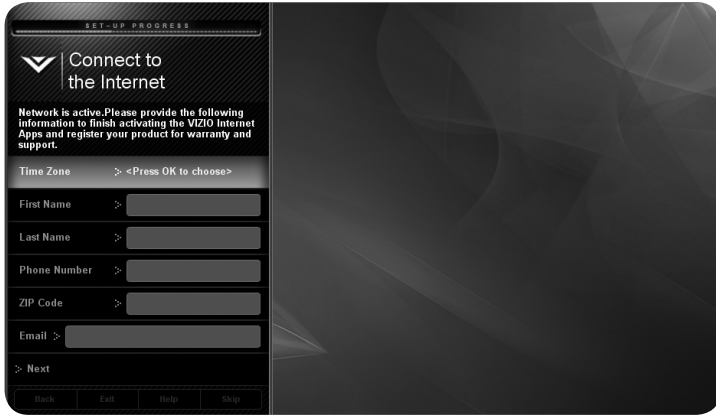 SET-UP PROGRESS
Connect to
the Internet
Network is active.Please provide the following
information to finish activating the VIZIO Internet
Apps and register your product for warranty and
support.
Time Zone <Press OK to choose>
First Name
Last Name
Phone Number
ZIP Code
Email
Next
Back Exit Help Skip